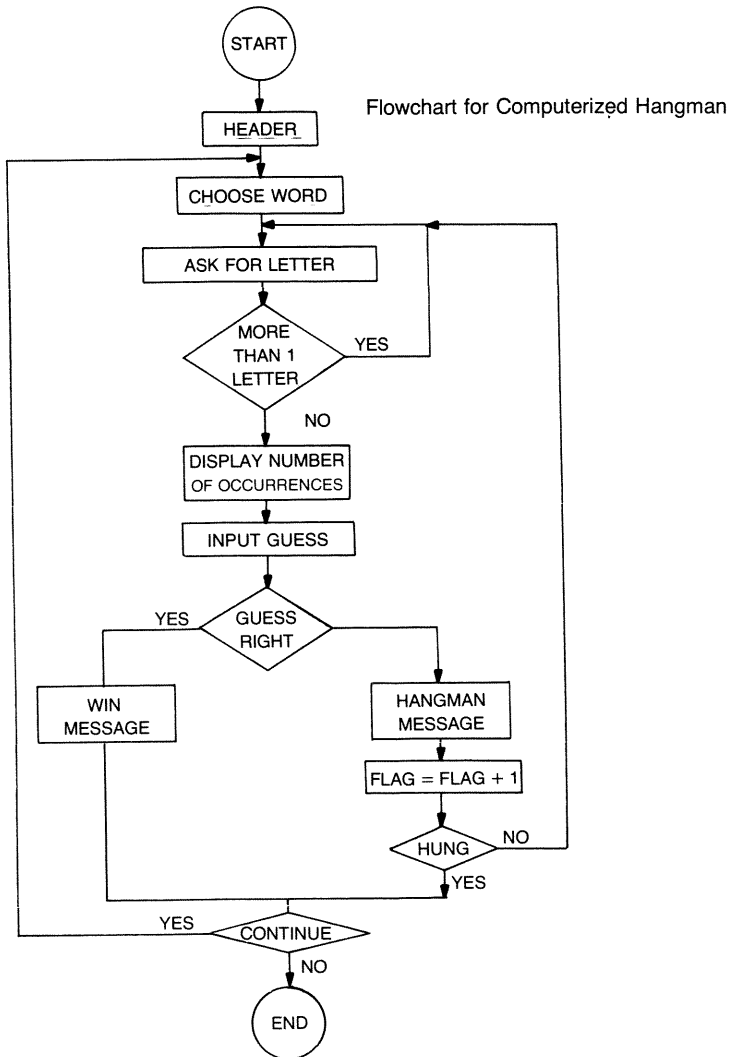 START
Flowchart for Computerized Hangman
HEADER
CHOOSE WORD
ASK FOR LETTER
MORE
THAN 1
LETTER
YES
NO
DISPLAY NUMBER
OF OCCURRENCES
INPUT GUESS
YES
GUESS
RIGHT
WIN
MESSAGE
HANGMAN
MESSAGE
FLAG = FLAG + 1
HUNG
NO
YES
YES
CONTINUE
NO
END